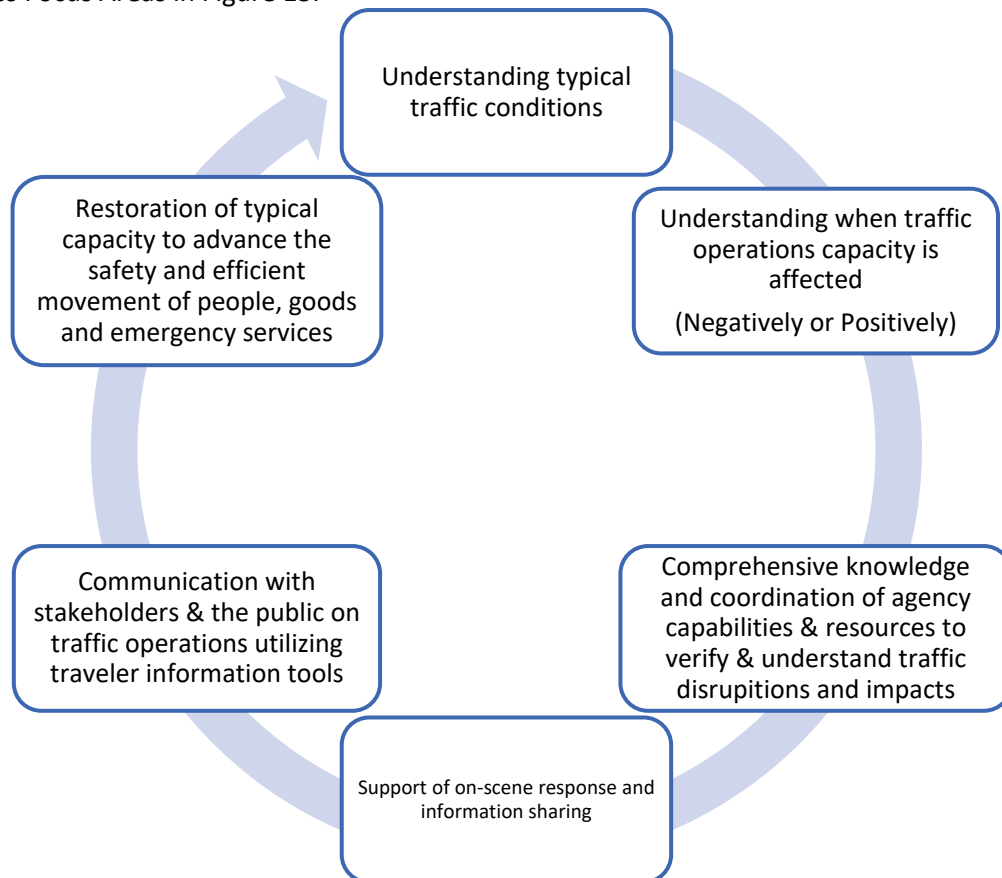 Understanding typical
traffic conditions
Understanding when traffic
operations capacity is
affected
(Negatively or Positively)
Comprehensive knowledge
and coordination of agency
capabilities & resources to
verify & understand traffic
disrupitions and impacts
Support of on-scene response and
information sharing
Communication with
stakeholders & the public on
traffic operations utilizing
traveler information tools
Restoration of typical
capacity to advance the
safety and efficient
movement of people, goods
and emergency services